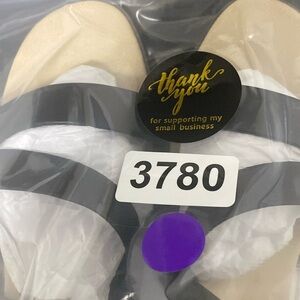 thank
you
for supporting my
small business
3780